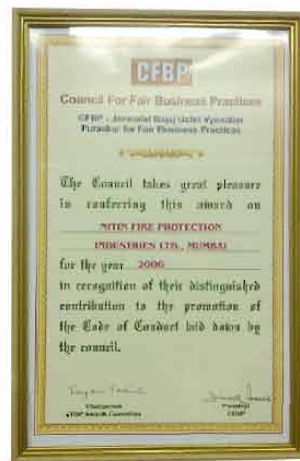 CFBP
Council For Fair Business Practices
CFBP - Jamnalal Bajaj Uchit Vyavahar
Puraskar for Fair Business Practices
The Council takes great pleasure
in conferring this award on
NITIN FIRE PROTECTION
INDUSTRIES LTD., MUMBAI
for the year 2006
in recognition of their distinguished
contribution to the promotion of
the Code of Conduct laid down by
the council.
Chairperson President
CFBP Awards Committee CFBP